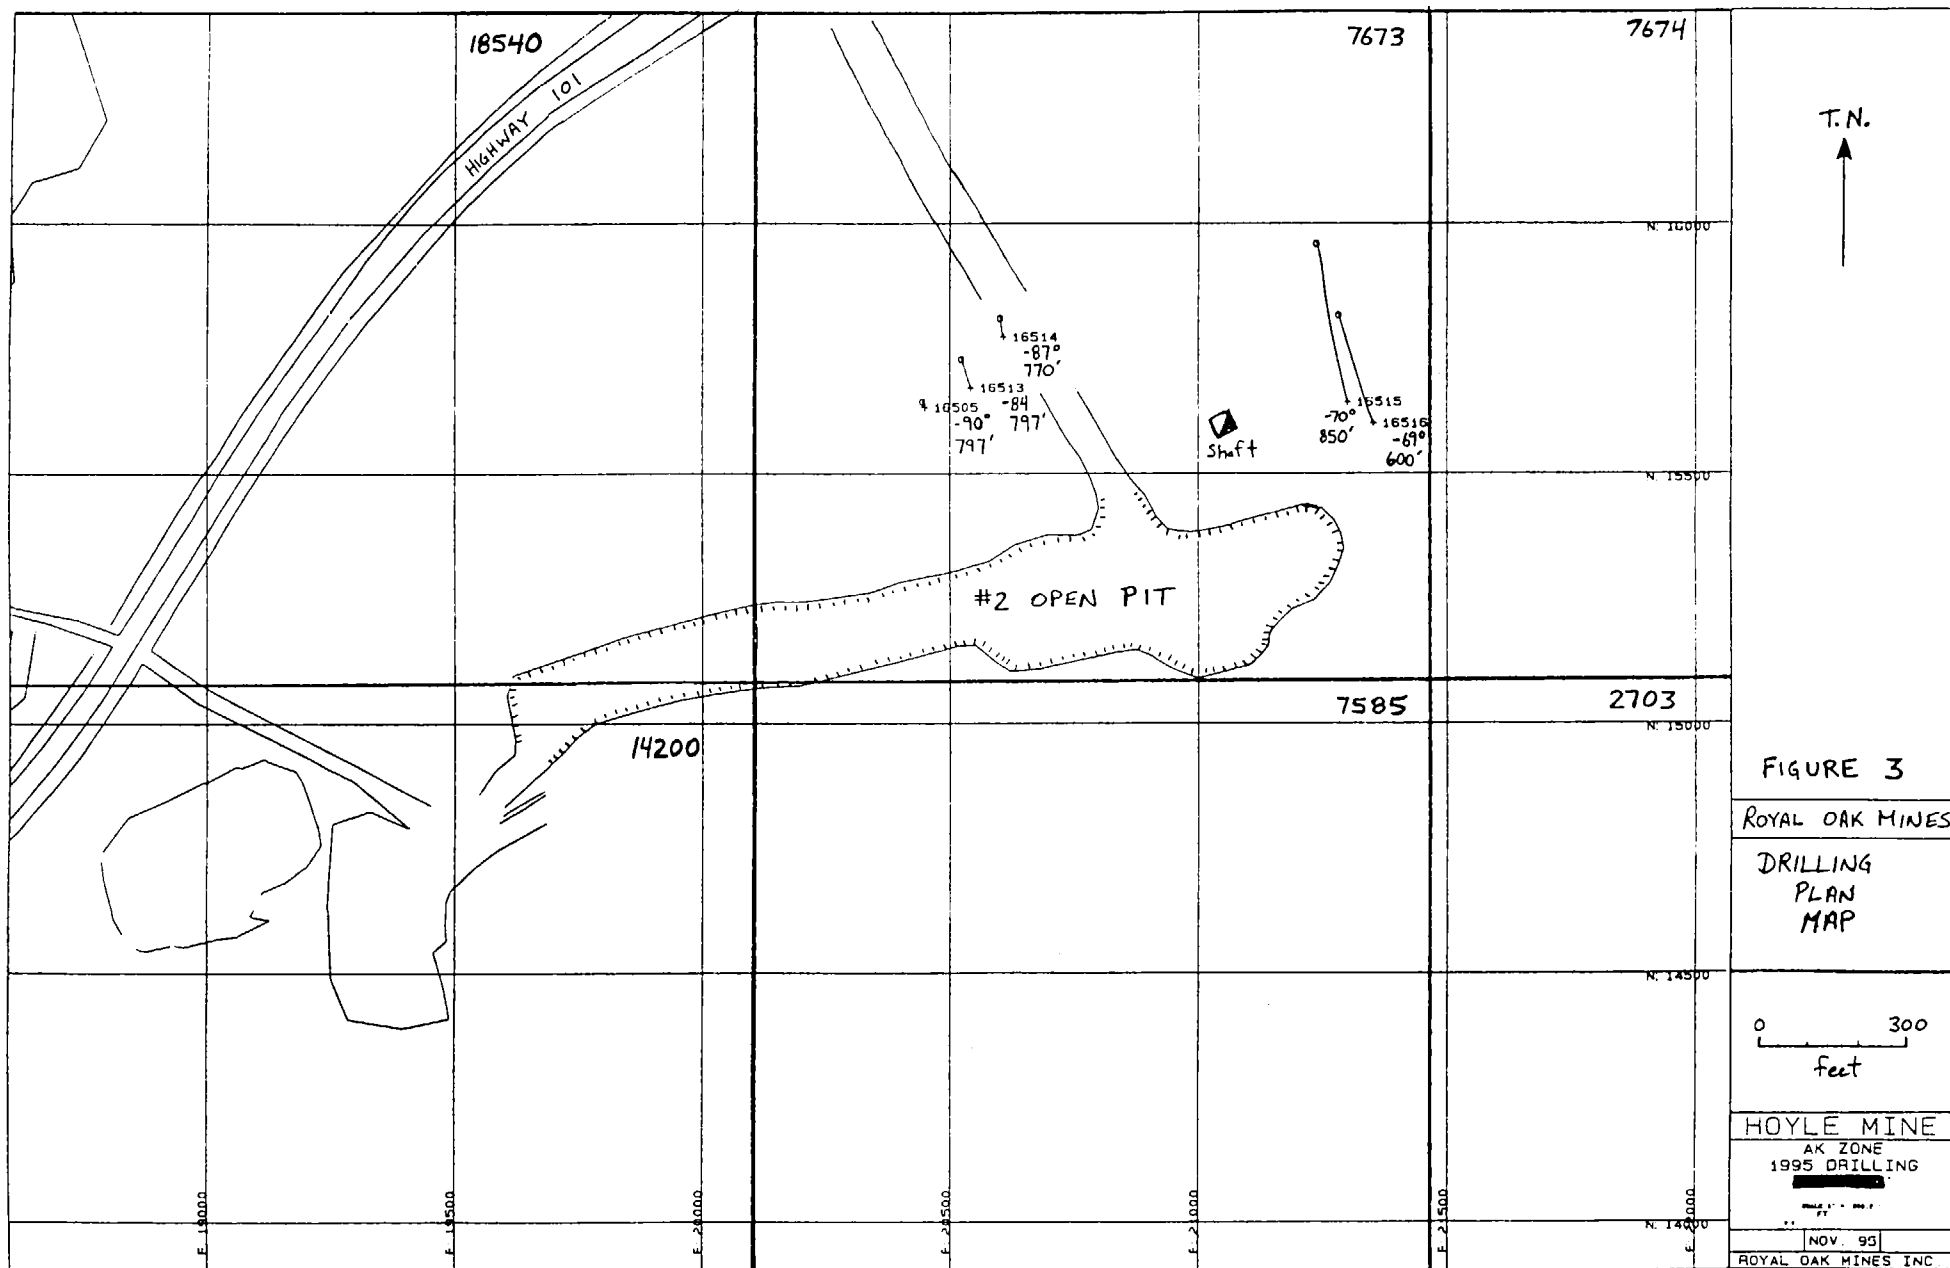 18540
7673
7674
HIGHWAY 101
T.N.
N. 16000
16514
-87°
770'
16513
-84
797'
16505
-90°
797'
Shaft
16515
-70°
850'
16516
-69°
600'
N. 15500
#2 OPEN PIT
7585
2703
N. 15000
14200
FIGURE 3
ROYAL OAK MINES
DRILLING
PLAN
MAP
N. 14500
0 300
feet
HOYLE MINE
AK ZONE
1995 DRILLING
FT
E. 19000
E. 19500
E. 20000
E. 20500
E. 21000
E. 21500
E. 22000
N. 14000
NOV. 95
ROYAL OAK MINES INC